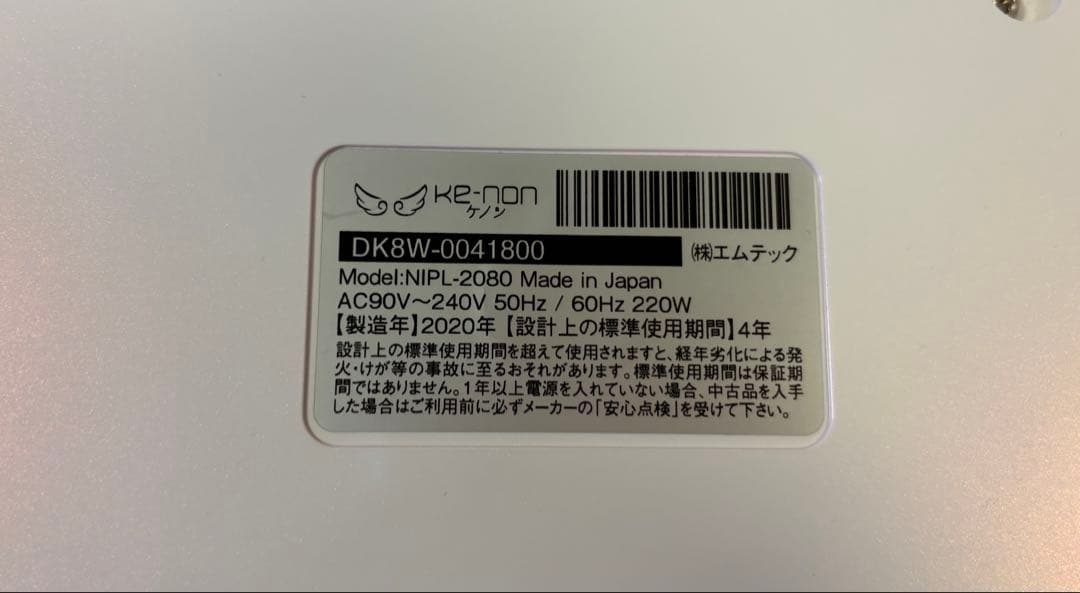 Ke-non
ケノン
DK8W-0041800
㈱エムテック
Model:NIPL-2080 Made in Japan
AC90V～240V 50Hz / 60Hz 220W
【製造年】2020年【設計上の標準使用期間】4年
設計上の標準使用期間を超えて使用されますと、経年劣化による発
火・けが等の事故に至るおそれがあります。標準使用期間は保証期
間ではありません。1年以上電源を入れていない場合、中古品を入手
した場合はご利用前に必ずメーカーの「安心点検」を受けて下さい。